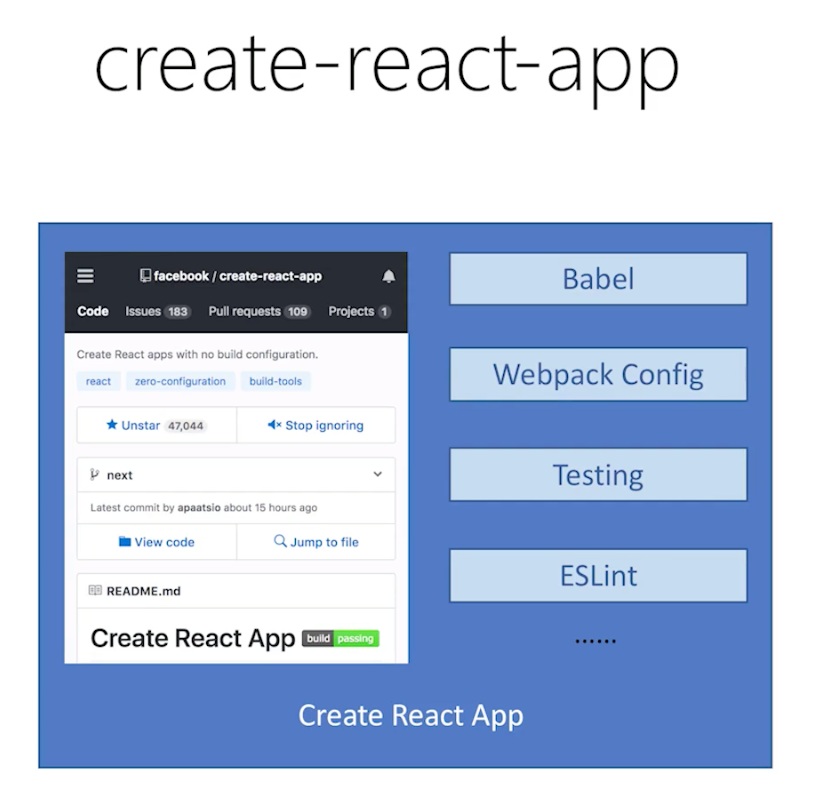 create-react-app
facebook / create-react-app
Code Issues 183 Pull requests 109 Projects 1
Create React apps with no build configuration.
react zero-configuration build-tools
Unstar 47,044 Stop ignoring
next
Latest commit by apaatsio about 15 hours ago
View code Jump to file
README.md
Create React App build passing
Babel
Webpack Config
Testing
ESLint
......
Create React App